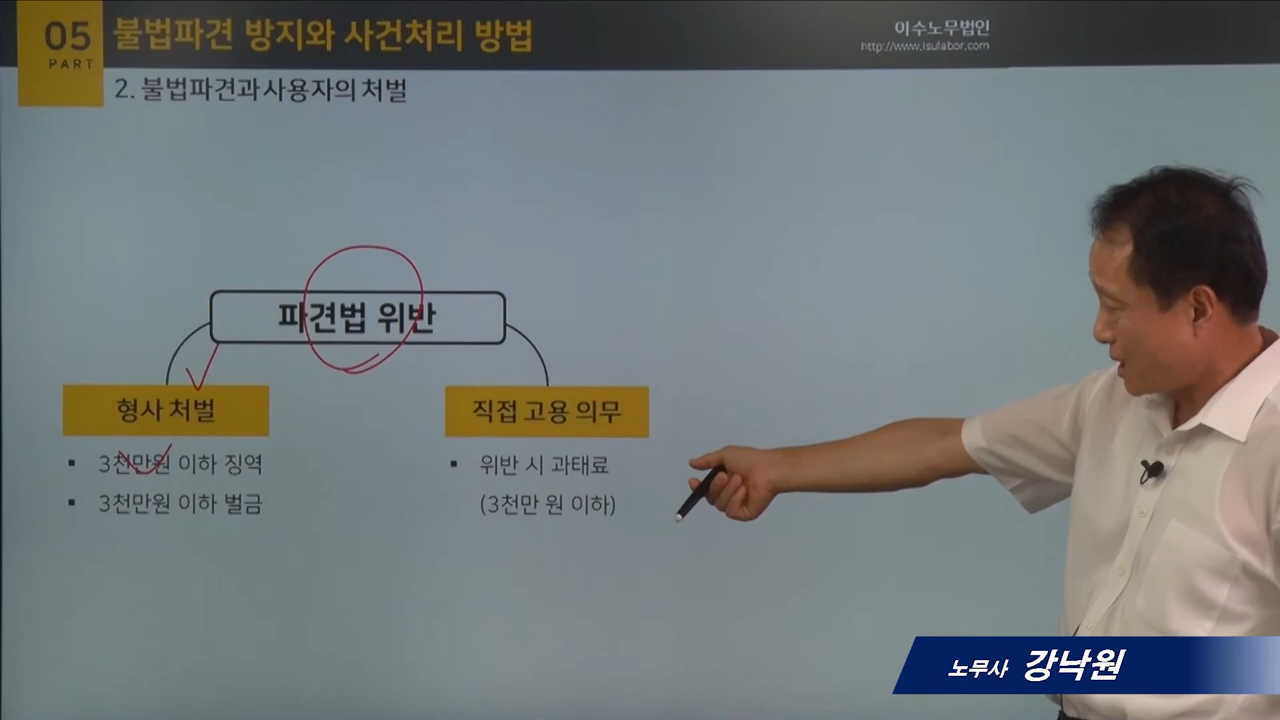 05
PART
불법파견 방지와 사건처리 방법
이수노무법인
http://www.isulabor.com
2. 불법파견과 사용자의 처벌
파견법 위반
형사 처벌
직접 고용 의무
▪ 3천만원 이하 징역
▪ 3천만원 이하 벌금
▪ 위반 시 과태료
(3천만 원 이하)
노무사 강낙원